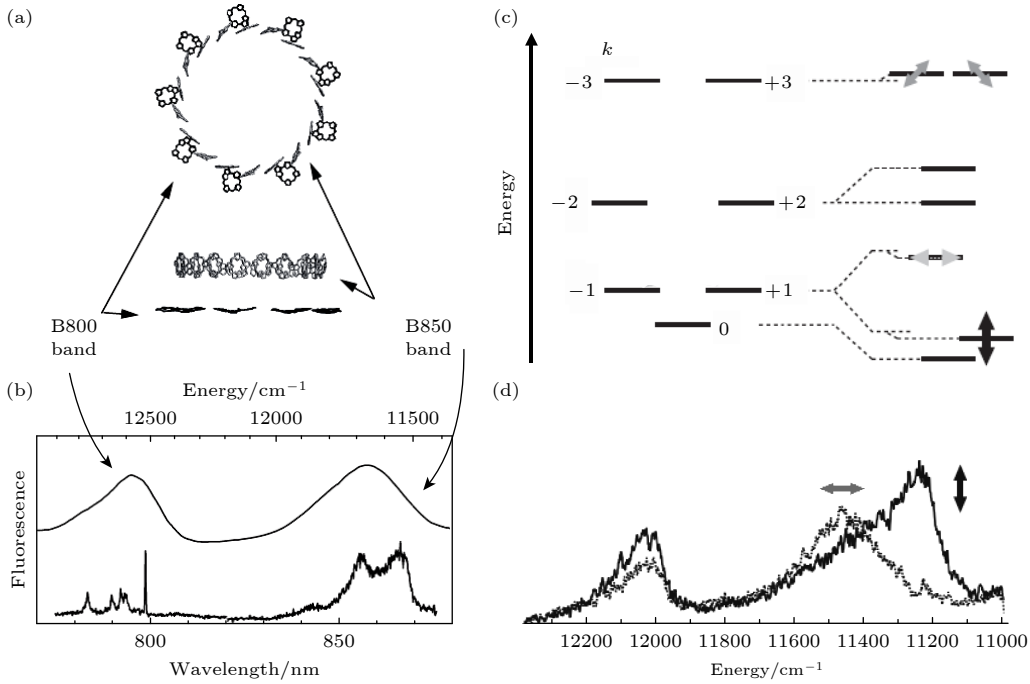 (a)
B800
band
B850
band
(b)
Energy/cm⁻¹
12500
12000
11500
Fluorescence
800
850
Wavelength/nm
(c)
Energy
k
−3
+3
−2
+2
−1
+1
0
(d)
12200
12000
11800
11600
11400
11200
11000
Energy/cm⁻¹